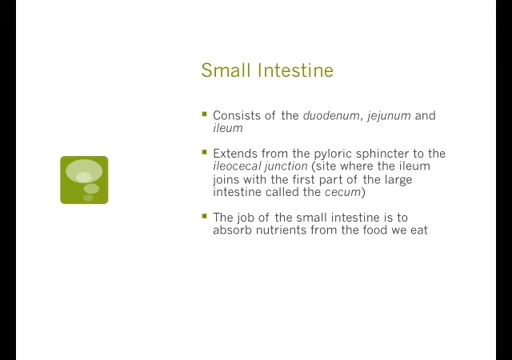 Small Intestine
Consists of the duodenum, jejunum and
ileum
Extends from the pyloric sphincter to the
ileocecal junction (site where the ileum
joins with the first part of the large
intestine called the cecum)
The job of the small intestine is to
absorb nutrients from the food we eat